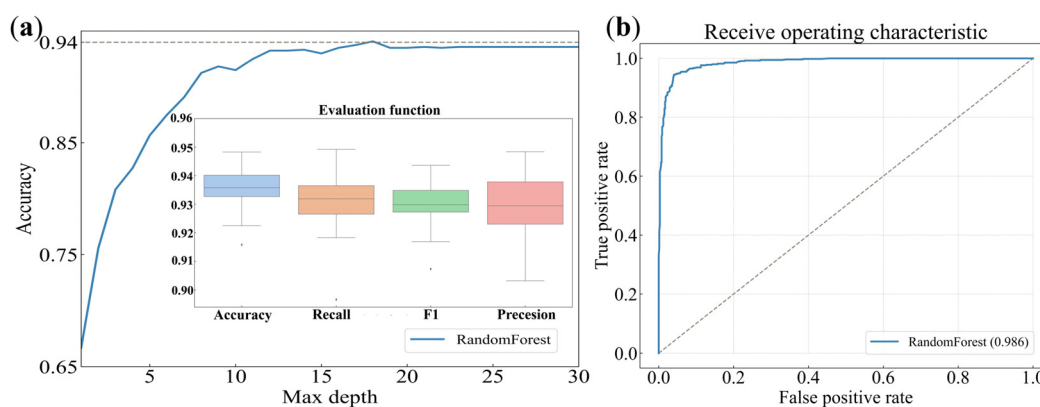 (a)
0.94
0.85
0.75
0.65
Accuracy
5
10
15
20
25
30
Max depth
RandomForest
Evaluation function
0.96
0.95
0.94
0.93
0.92
0.91
0.90
Accuracy
Recall
F1
Precesion
(b)
Receive operating characteristic
1.0
0.8
0.6
0.4
0.2
0.0
True positive rate
0.0
0.2
0.4
0.6
0.8
1.0
False positive rate
RandomForest (0.986)